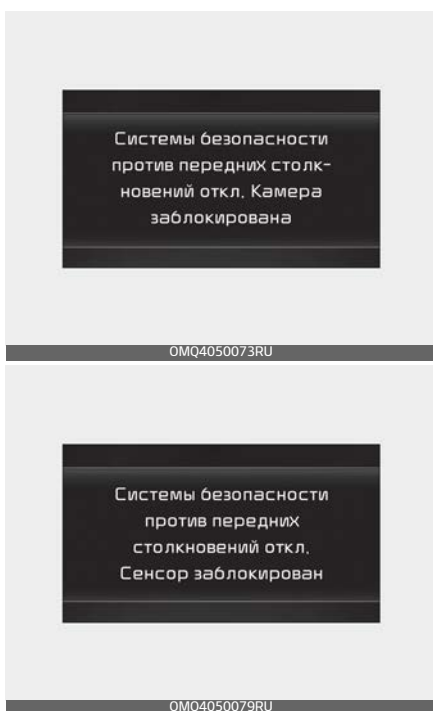 Системы безопасности
против передних столк-
новений откл. Камера
заблокирована
OMQ4050073RU
Системы безопасности
против передних
столкновений откл.
Сенсор заблокирован
OMQ4050079RU